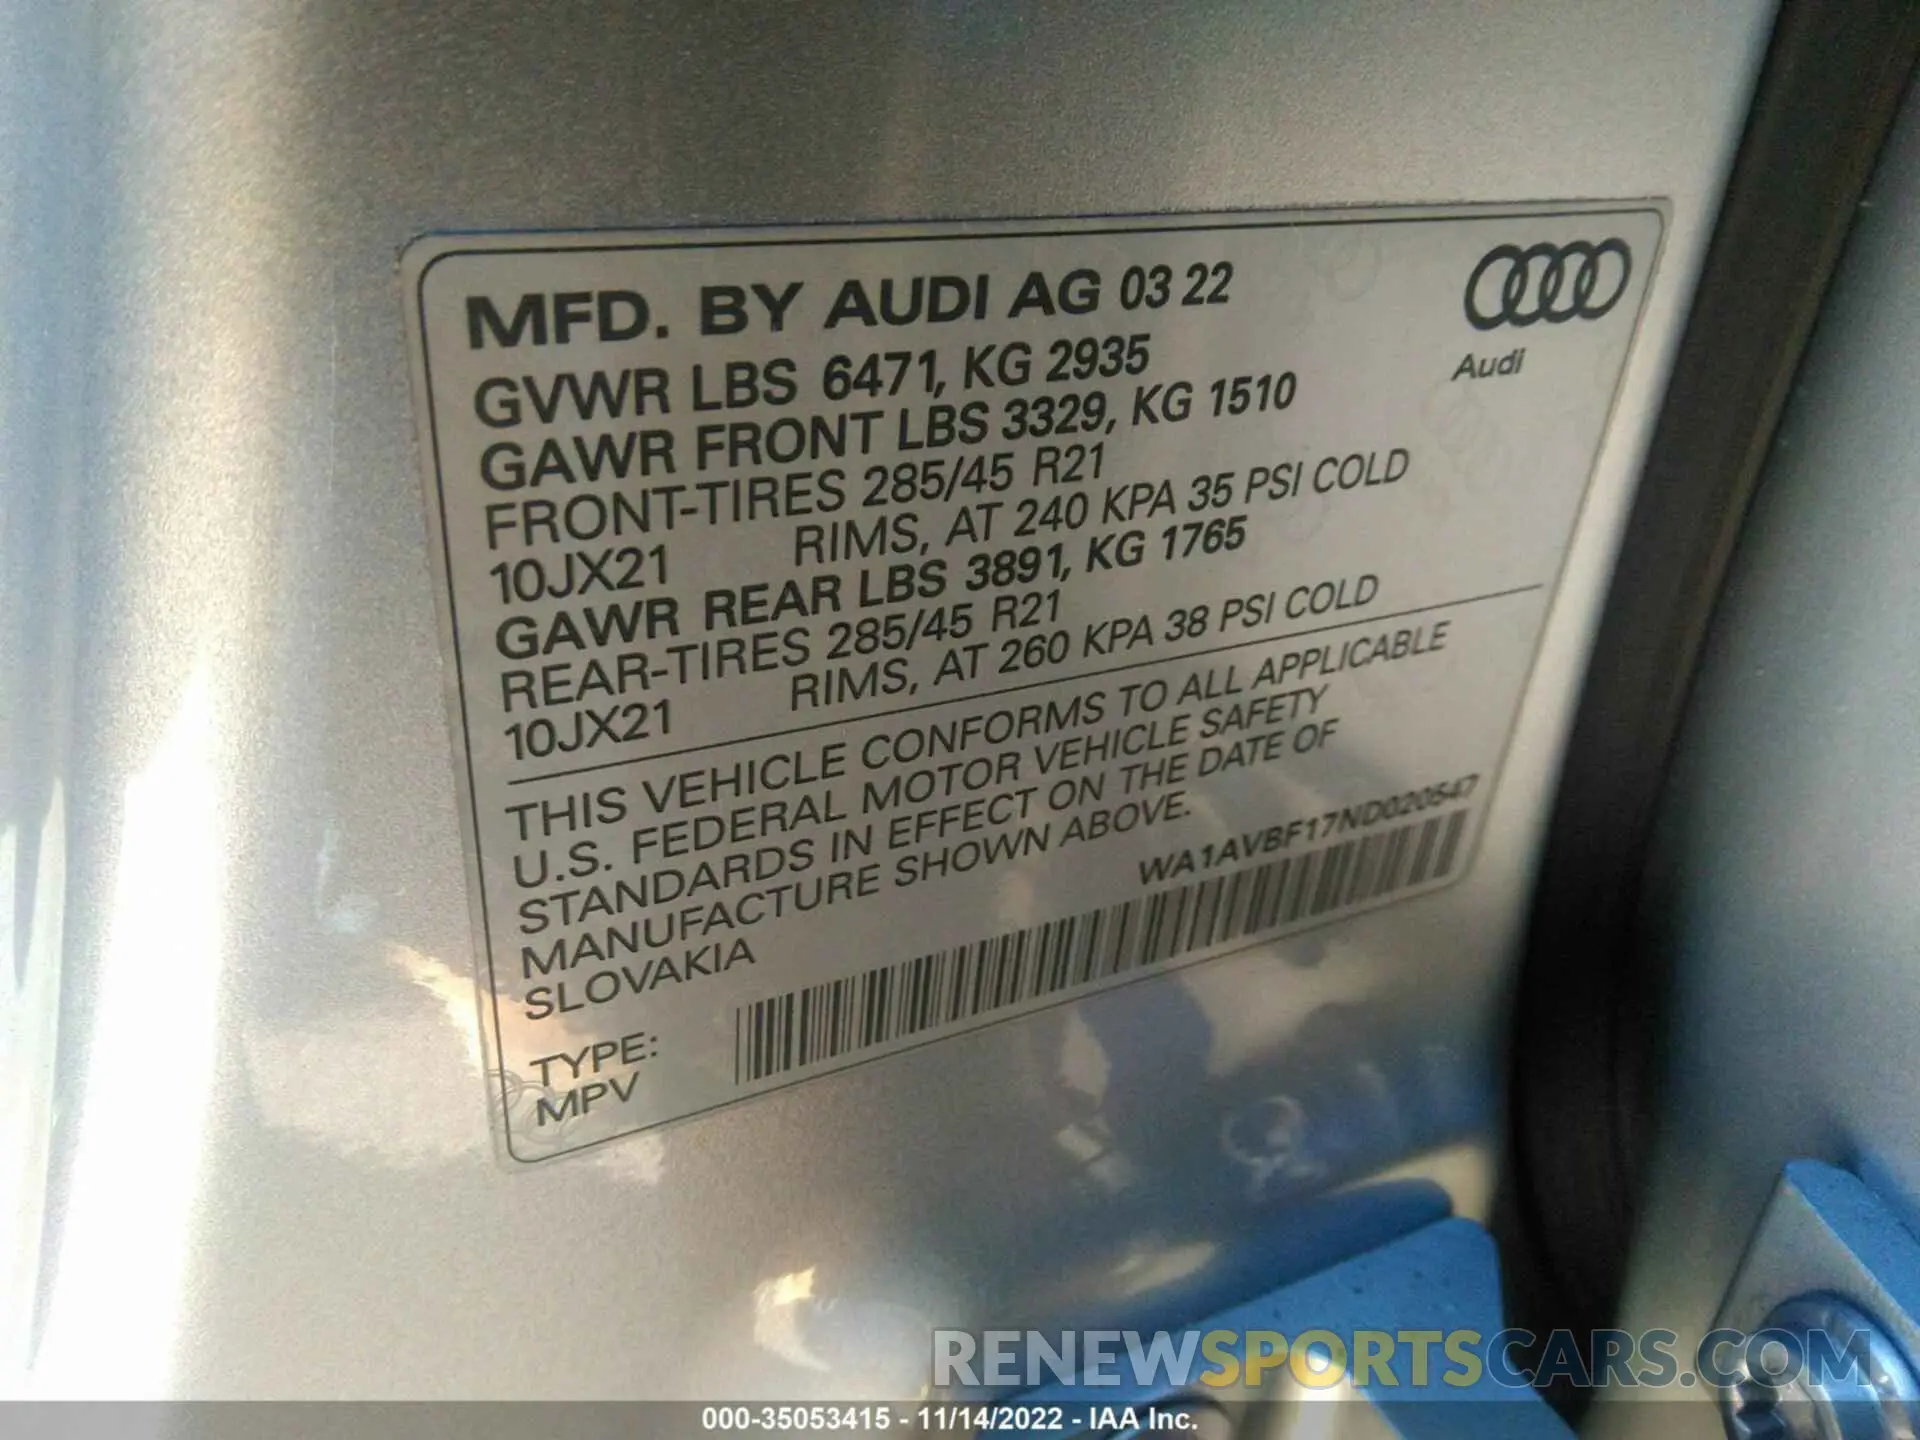 MFD. BY AUDI AG 03 22
GVWR LBS 6471, KG 2935
GAWR FRONT LBS 3329, KG 1510
FRONT-TIRES 285/45 R21
10JX21 RIMS, AT 240 KPA 35 PSI COLD
GAWR REAR LBS 3891, KG 1765
REAR-TIRES 285/45 R21
10JX21 RIMS, AT 260 KPA 38 PSI COLD
Audi
THIS VEHICLE CONFORMS TO ALL APPLICABLE
U.S. FEDERAL MOTOR VEHICLE SAFETY
STANDARDS IN EFFECT ON THE DATE OF
MANUFACTURE SHOWN ABOVE.
SLOVAKIA
WA1AVBF17ND020547
TYPE:
MPV
RENEWSPORTSCARS.COM
000-35053415 - 11/14/2022 - IAA Inc.